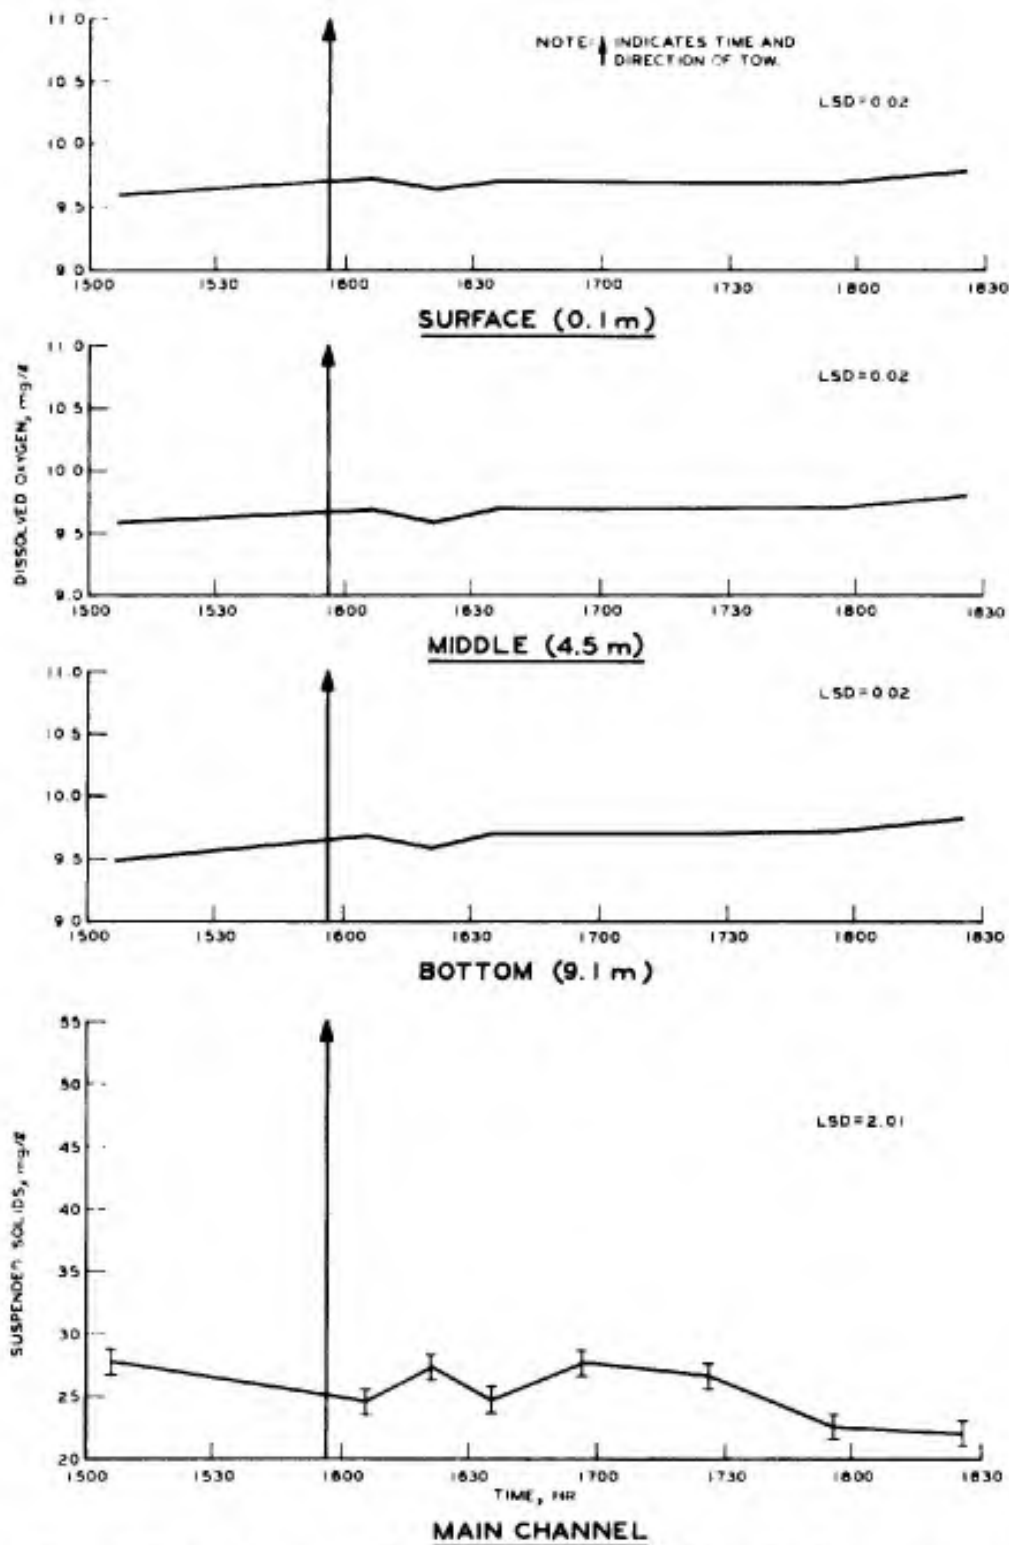 11.0
NOTE: INDICATES TIME AND
DIRECTION OF TOW.
10.5
LSD=0.02
10.0
9.5
9.0
1500 1530 1600 1630 1700 1730 1800 1830
SURFACE (0.1 m)
11.0
LSD=0.02
10.5
10.0
9.5
9.0
1500 1530 1600 1630 1700 1730 1800 1830
MIDDLE (4.5 m)
DISSOLVED OXYGEN, mg/ℓ
11.0
LSD=0.02
10.5
10.0
9.5
9.0
1500 1530 1600 1630 1700 1730 1800 1830
BOTTOM (9.1 m)
55
50
LSD=2.01
45
40
35
30
25
20
SUSPENDED SOLIDS, mg/ℓ
1500 1530 1600 1630 1700 1730 1800 1830
TIME, HR
MAIN CHANNEL